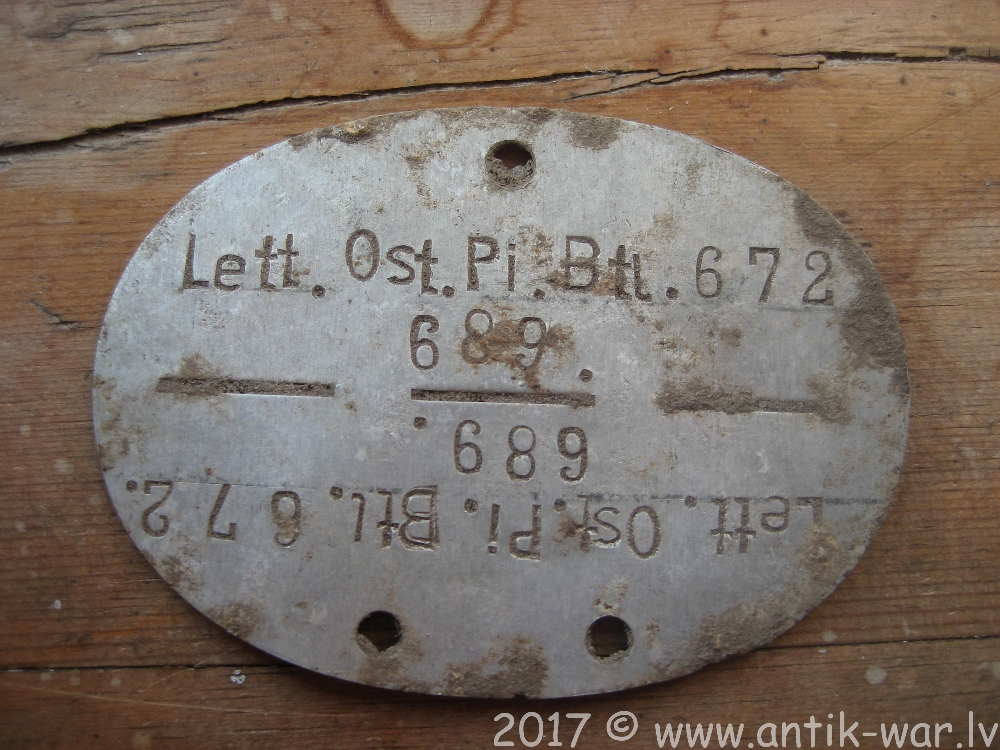 Lett. Ost. Pi. Btl. 672
689.
689.
Lett. Ost. Pi. Btl. 672.
2017 © www.antik-war.lv